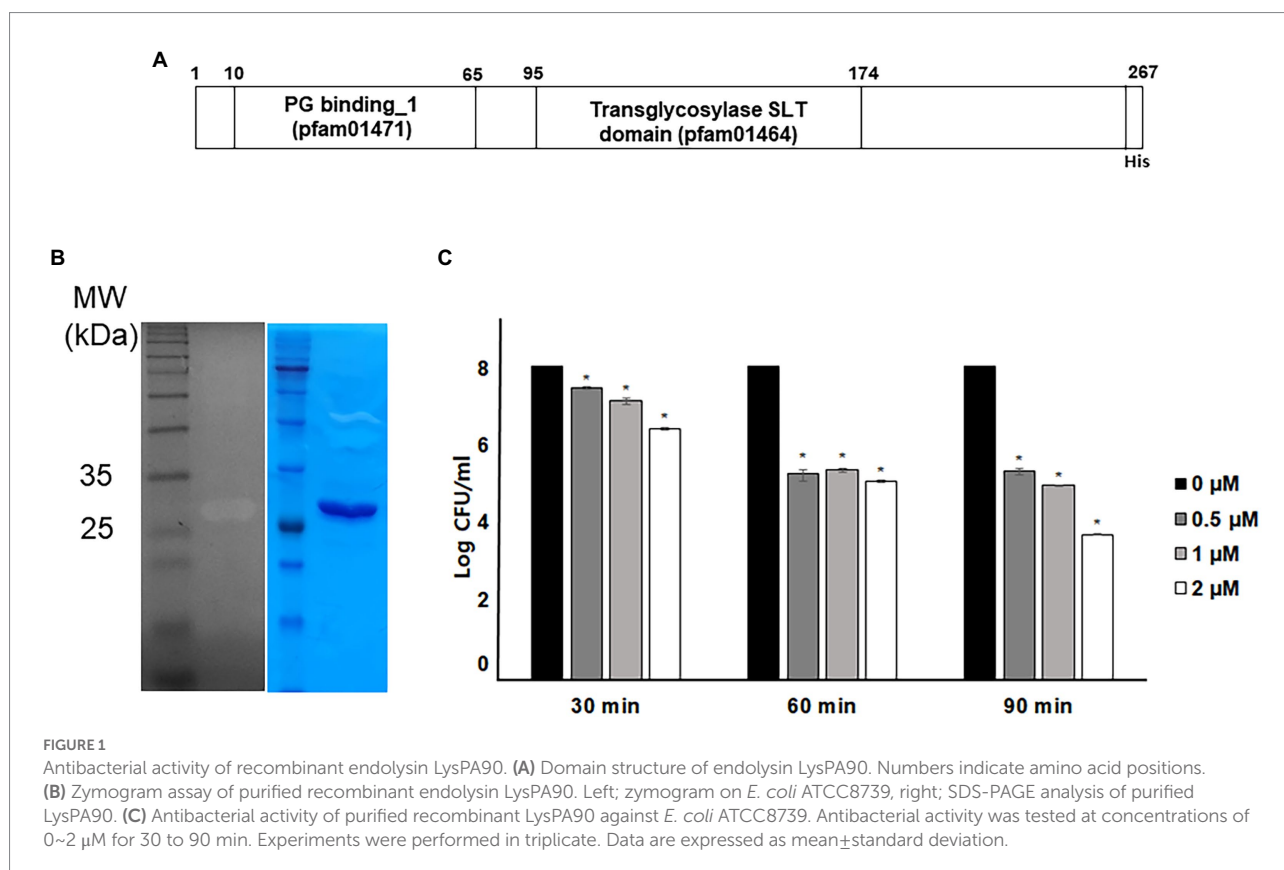 A
1 10 65 95 174 267
PG binding_1
(pfam01471)
Transglycosylase SLT
domain (pfam01464)
His
B
MW
(kDa)
35
25
C
Log CFU/ml
8
6
4
2
0
* * *
* * *
* * *
30 min 60 min 90 min
0 µM
0.5 µM
1 µM
2 µM
FIGURE 1
Antibacterial activity of recombinant endolysin LysPA90. (A) Domain structure of endolysin LysPA90. Numbers indicate amino acid positions.
(B) Zymogram assay of purified recombinant endolysin LysPA90. Left; zymogram on E. coli ATCC8739, right; SDS-PAGE analysis of purified
LysPA90. (C) Antibacterial activity of purified recombinant LysPA90 against E. coli ATCC8739. Antibacterial activity was tested at concentrations of
0~2 µM for 30 to 90 min. Experiments were performed in triplicate. Data are expressed as mean±standard deviation.